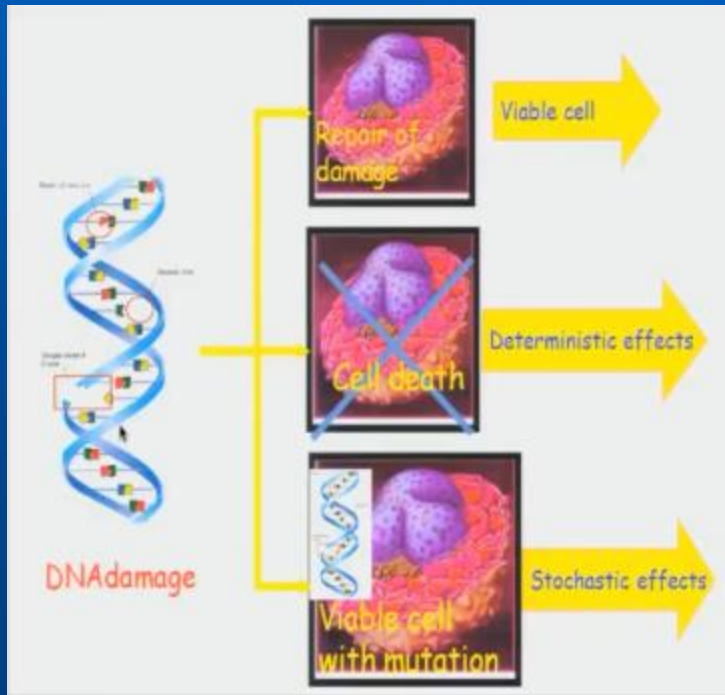 Repair of
damage
Viable cell
Cell death
Deterministic effects
DNAdamage
Viable cell
with mutation
Stochastic effects